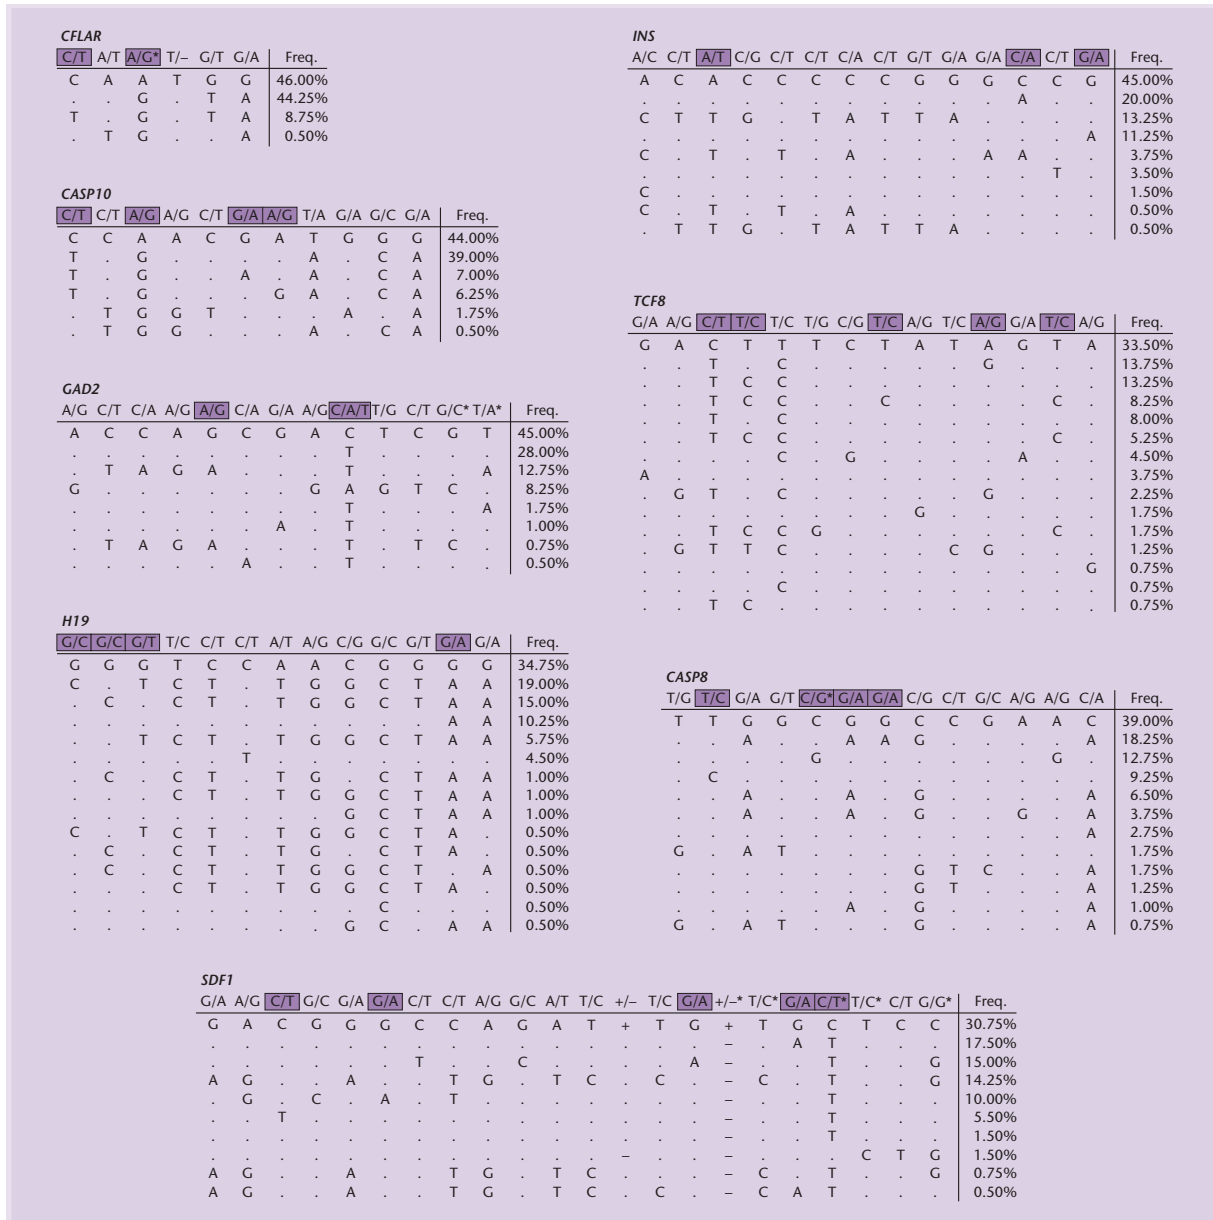 CFLAR
C/T A/T A/G* T/– G/T G/A Freq.
C A A T G G 46.00%
. . G . T A 44.25%
T . G . T A 8.75%
. T G . . A 0.50%
CASP10
C/T C/T A/G A/G C/T G/A A/G T/A G/A G/C G/A Freq.
C C A A C G A T G G G 44.00%
T . G . . . . A . C A 39.00%
T . G . . A . A . C A 7.00%
T . G . . . G A . C A 6.25%
. T G G T . . . A . A 1.75%
. T G G . . . A . C A 0.50%
GAD2
A/G C/T C/A A/G A/G C/A G/A A/G C/A/T T/G C/T G/C* T/A* Freq.
A C C A G C G A C T C G T 45.00%
. . . . . . . . T . . . . 28.00%
. T A G A . . . T . . . A 12.75%
G . . . . . . G A G T C . 8.25%
. . . . . . . . T . . . A 1.75%
. . . . . . A . T . . . . 1.00%
. T A G A . . . T . T C . 0.75%
. . . . . A . . T . . . . 0.50%
H19
G/C G/C G/T T/C C/T C/T A/T A/G C/G G/C G/T G/A G/A Freq.
G G G T C C A A C G G G G 34.75%
C . T C T . T G G C T A A 19.00%
. C . C T . T G G C T A A 15.00%
. . . . . . . . . . . A A 10.25%
. . T C T . T G G C T A A 5.75%
. . . . . T . . . . . . . 4.50%
. C . C T . T G . C T A A 1.00%
. . . C T . T G G C T A A 1.00%
. . . . . . . . G C T A A 1.00%
C . T C T . T G G C T A . 0.50%
. C . C T . T G . C T A . 0.50%
. C . C T . T G G C T . A 0.50%
. . . C T . T G G C T A . 0.50%
. . . . . . . . . C . . . 0.50%
. . . . . . . . G C . A A 0.50%
INS
A/C C/T A/T C/G C/T C/T C/A C/T G/T G/A G/A C/A C/T G/A Freq.
A C A C C C C C G G G C C G 45.00%
. . . . . . . . . . . A . . 20.00%
C T T G . T A T T A . . . . 13.25%
. . . . . . . . . . . . . A 11.25%
C . T . T . A . . . A A . . 3.75%
. . . . . . . . . . . . T . 3.50%
C . . . . . . . . . . . . . 1.50%
C . T . T . A . . . . . . . 0.50%
. T T G . T A T T A . . . . 0.50%
TCF8
G/A A/G C/T T/C T/C T/G C/G T/C A/G T/C A/G G/A T/C A/G Freq.
G A C T T T C T A T A G T A 33.50%
. . T . C . . . . . G . . . 13.75%
. . T C C . . . . . . . . . 13.25%
. . T C C . . C . . . . C . 8.25%
. . T . C . . . . . . . . . 8.00%
. . T C C . . . . . . . C . 5.25%
. . . . C . G . . . . A . . 4.50%
A . . . . . . . . . . . . . 3.75%
. G T . C . . . . . G . . . 2.25%
. . . . . . . . G . . . . . 1.75%
. . T C C G . . . . . . C . 1.75%
. G T T C . . . . C G . . . 1.25%
. . . . . . . . . . . . . G 0.75%
. . . . C . . . . . . . . . 0.75%
. . T C . . . . . . . . . . 0.75%
CASP8
T/G T/C G/A G/T C/G* G/A G/A C/G C/T G/C A/G A/G C/A Freq.
T T G G C G G C C G A A C 39.00%
. . A . . A A G . . . . A 18.25%
. . . . G . . . . . . G . 12.75%
. C . . . . . . . . . . . 9.25%
. . A . . A . G . . . . A 6.50%
. . A . . A . G . . G . A 3.75%
. . . . . . . . . . . . A 2.75%
G . A T . . . . . . . . . 1.75%
. . . . . . . G T C . . A 1.75%
. . . . . . . G T . . . A 1.25%
. . . . . A . G . . . . A 1.00%
G . A T . . . G . . . . A 0.75%
SDF1
G/A A/G C/T G/C G/A G/A C/T C/T A/G G/C A/T T/C +/– T/C G/A +/–* T/C* G/A C/T* T/C* C/T G/G* Freq.
G A C G G G C C A G A T + T G + T G C T C C 30.75%
. . . . . . . . . . . . . . . – . A T . . . 17.50%
. . . . . . T . . C . . . . A – . . T . . G 15.00%
A G . . A . . T G . T C . C . – C . T . . G 14.25%
. G . C . A . T . . . . . . . – . . T . . . 10.00%
. . T . . . . . . . . . . . . – . . T . . . 5.50%
. . . . . . . . . . . . . . . – . . T . . . 1.50%
. . . . . . . . . . . . – . . – . . . C T G 1.50%
A G . . A . . T G . T C . . . – C . T . . G 0.75%
A G . . A . . T G . T C . C . – C A T . . . 0.50%